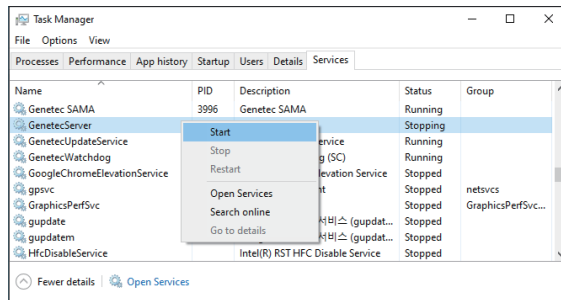 Task Manager
File Options View
Processes Performance App history Startup Users Details Services
Name PID Description Status Group
Genetec SAMA 3996 Genetec SAMA Running
GenetecServer Stopping
GenetecUpdateService ervice Running
GenetecWatchdog g (SC) Running
GoogleChromeElevationService levation Service Stopped
gpsvc nt Stopped netsvcs
GraphicsPerfSvc Stopped GraphicsPerfSvc...
gupdate 서비스 (gupdat... Stopped
gupdatem 서비스 (gupdat... Stopped
HfcDisableService Intel(R) RST HFC Disable Service Stopped
Start
Stop
Restart
Open Services
Search online
Go to details
Fewer details Open Services